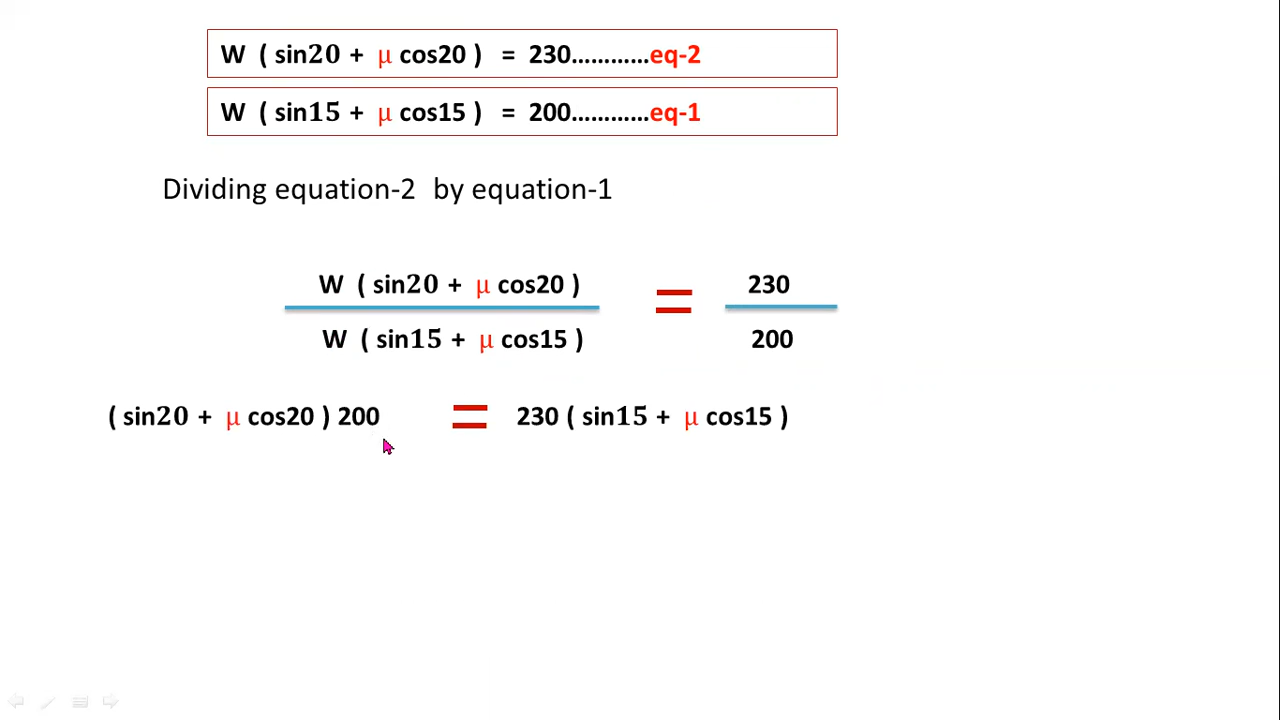 W ( sin20 + μ cos20 ) = 230............eq-2
W ( sin15 + μ cos15 ) = 200............eq-1
Dividing equation-2 by equation-1
W ( sin20 + μ cos20 ) = 230
W ( sin15 + μ cos15 ) 200
( sin20 + μ cos20 ) 200 = 230 ( sin15 + μ cos15 )